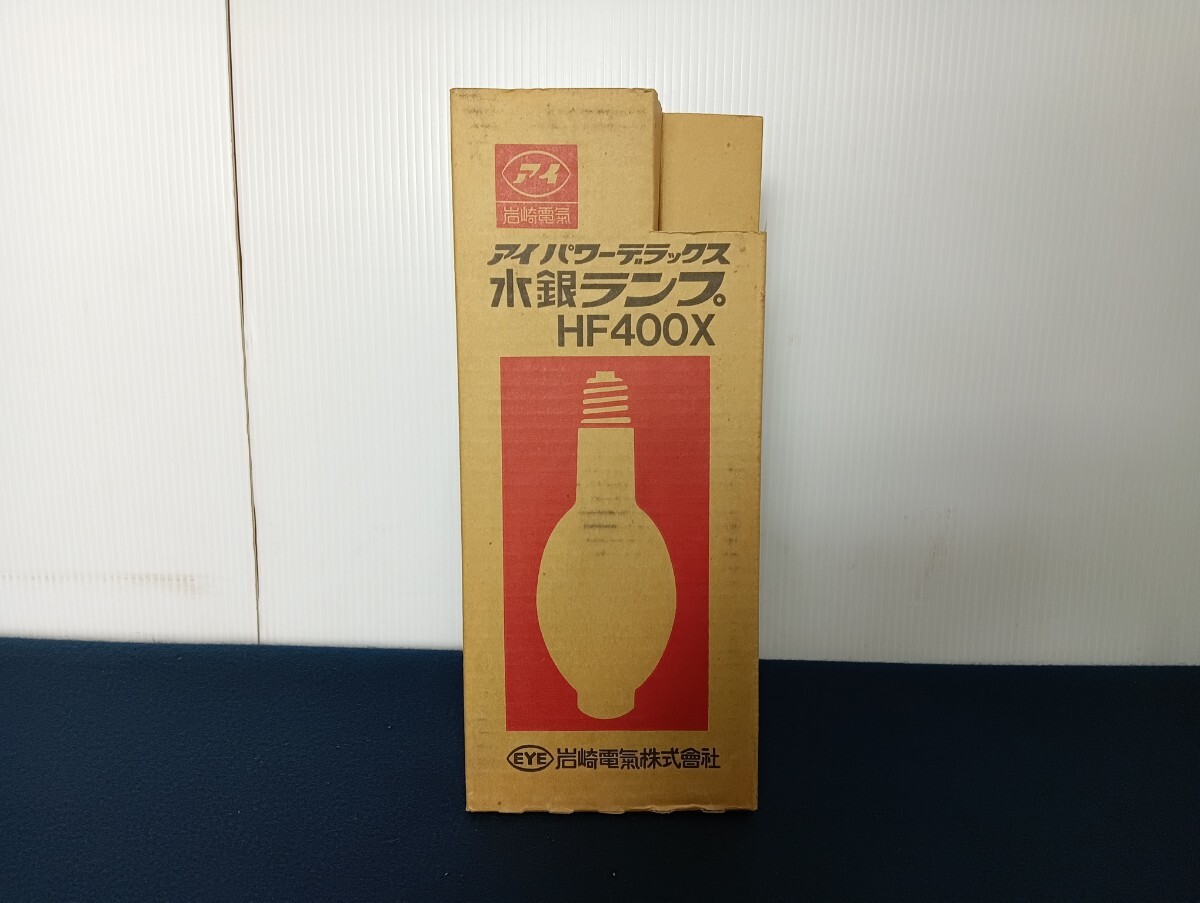 アイ
岩崎電氣
アイ パワーデラックス
水銀ランプ
HF400X
EYE 岩崎電氣株式會社